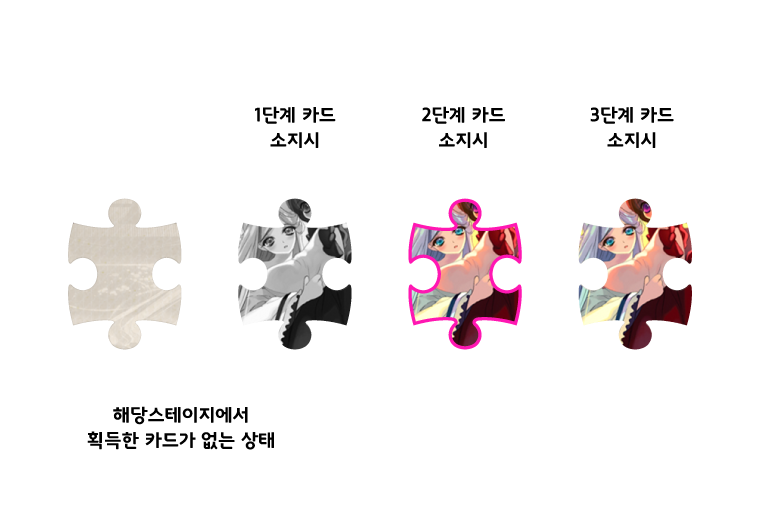 1단계 카드
소지시
2단계 카드
소지시
3단계 카드
소지시
해당스테이지에서
획득한 카드가 없는 상태